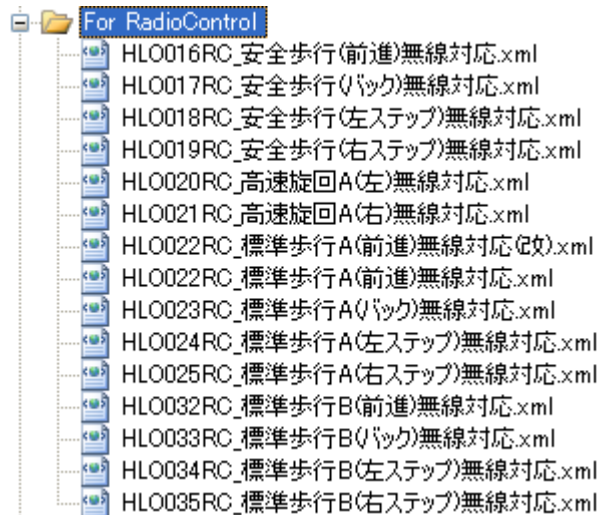 For RadioControl
HLO016RC_安全歩行(前進)無線対応.xml
HLO017RC_安全歩行(バック)無線対応.xml
HLO018RC_安全歩行(左ステップ)無線対応.xml
HLO019RC_安全歩行(右ステップ)無線対応.xml
HLO020RC_高速旋回A(左)無線対応.xml
HLO021RC_高速旋回A(右)無線対応.xml
HLO022RC_標準歩行A(前進)無線対応(改).xml
HLO022RC_標準歩行A(前進)無線対応.xml
HLO023RC_標準歩行A(バック)無線対応.xml
HLO024RC_標準歩行A(左ステップ)無線対応.xml
HLO025RC_標準歩行A(右ステップ)無線対応.xml
HLO032RC_標準歩行B(前進)無線対応.xml
HLO033RC_標準歩行B(バック)無線対応.xml
HLO034RC_標準歩行B(左ステップ)無線対応.xml
HLO035RC_標準歩行B(右ステップ)無線対応.xml